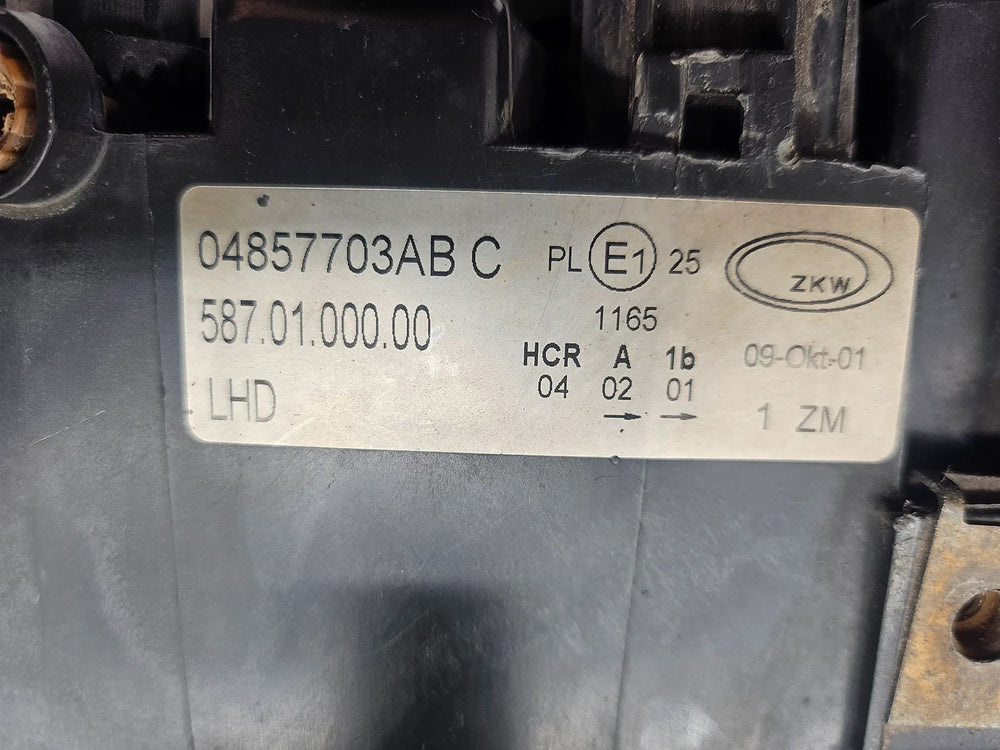 04857703AB C PL E1 25 ZKW
587.01.000.00 1165
HCR A 1b 09-Okt-01
04 02 01
LHD → → 1 ZM